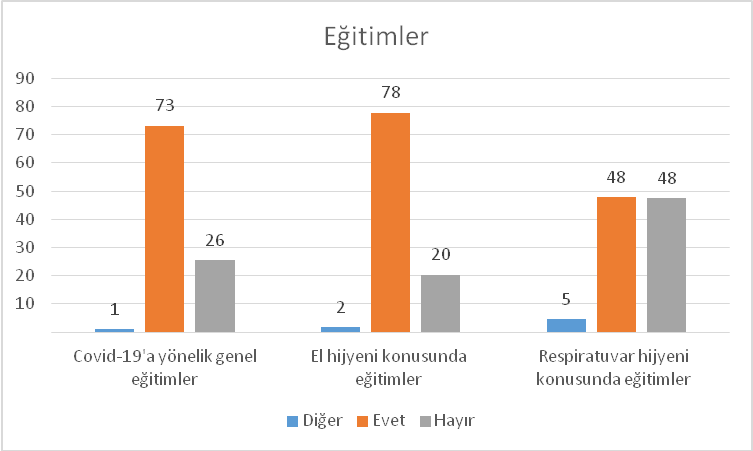 Eğitimler
90
80
70
60
50
40
30
20
10
1
73
26
2
78
20
5
48
48
Covid-19'a yönelik genel
eğitimler
El hijyeni konusunda
eğitimler
Respiratuvar hijyeni
konusunda eğitimler
Diğer Evet Hayır